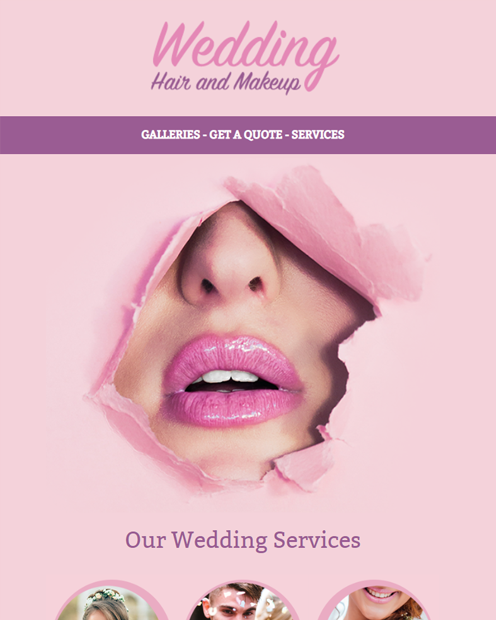 Wedding
Hair and Makeup
GALLERIES - GET A QUOTE - SERVICES
Our Wedding Services